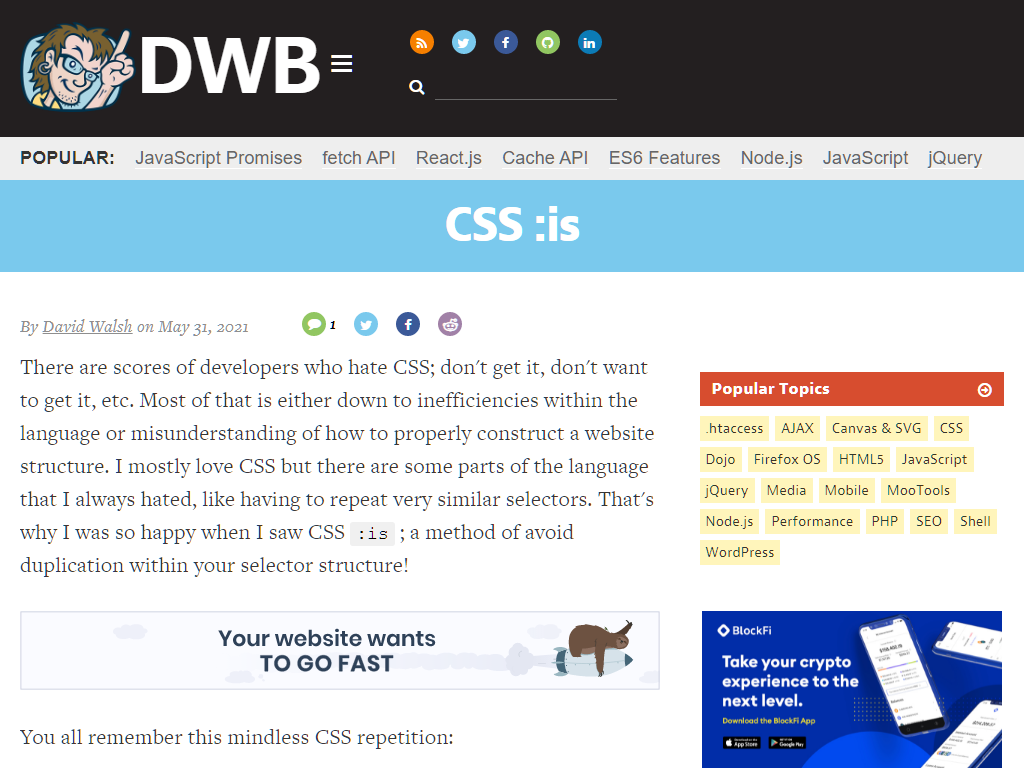 DWB
POPULAR: JavaScript Promises fetch API React.js Cache API ES6 Features Node.js JavaScript jQuery
CSS :is
By David Walsh on May 31, 2021 1
There are scores of developers who hate CSS; don't get it, don't want
to get it, etc. Most of that is either down to inefficiencies within the
language or misunderstanding of how to properly construct a website
structure. I mostly love CSS but there are some parts of the language
that I always hated, like having to repeat very similar selectors. That's
why I was so happy when I saw CSS :is ; a method of avoid
duplication within your selector structure!
Your website wants
TO GO FAST
You all remember this mindless CSS repetition:
Popular Topics
.htaccess AJAX Canvas & SVG CSS
Dojo Firefox OS HTML5 JavaScript
jQuery Media Mobile MooTools
Node.js Performance PHP SEO Shell
WordPress
BlockFi
Take your crypto
experience to the
next level.
Download the BlockFi App
App Store Google Play